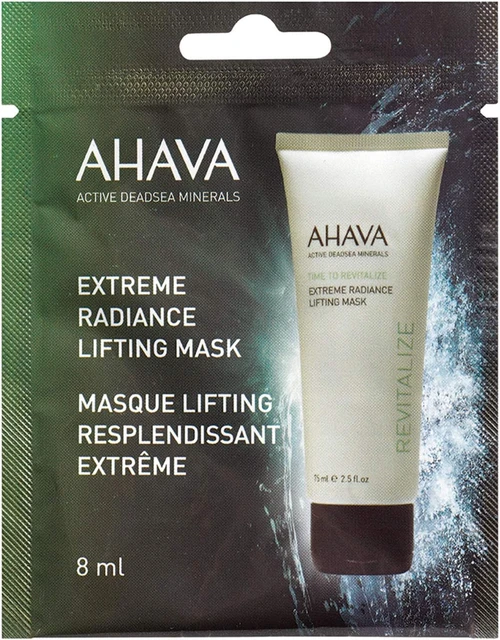 AHAVA
ACTIVE DEADSEA MINERALS
EXTREME
RADIANCE
LIFTING MASK
MASQUE LIFTING
RESPLENDISSANT
EXTRÊME
8 ml
AHAVA
ACTIVE DEADSEA MINERALS
TIME TO REVITALIZE
EXTREME RADIANCE
LIFTING MASK
REVITALIZE
75 ml ℮ 2.5 fl.oz